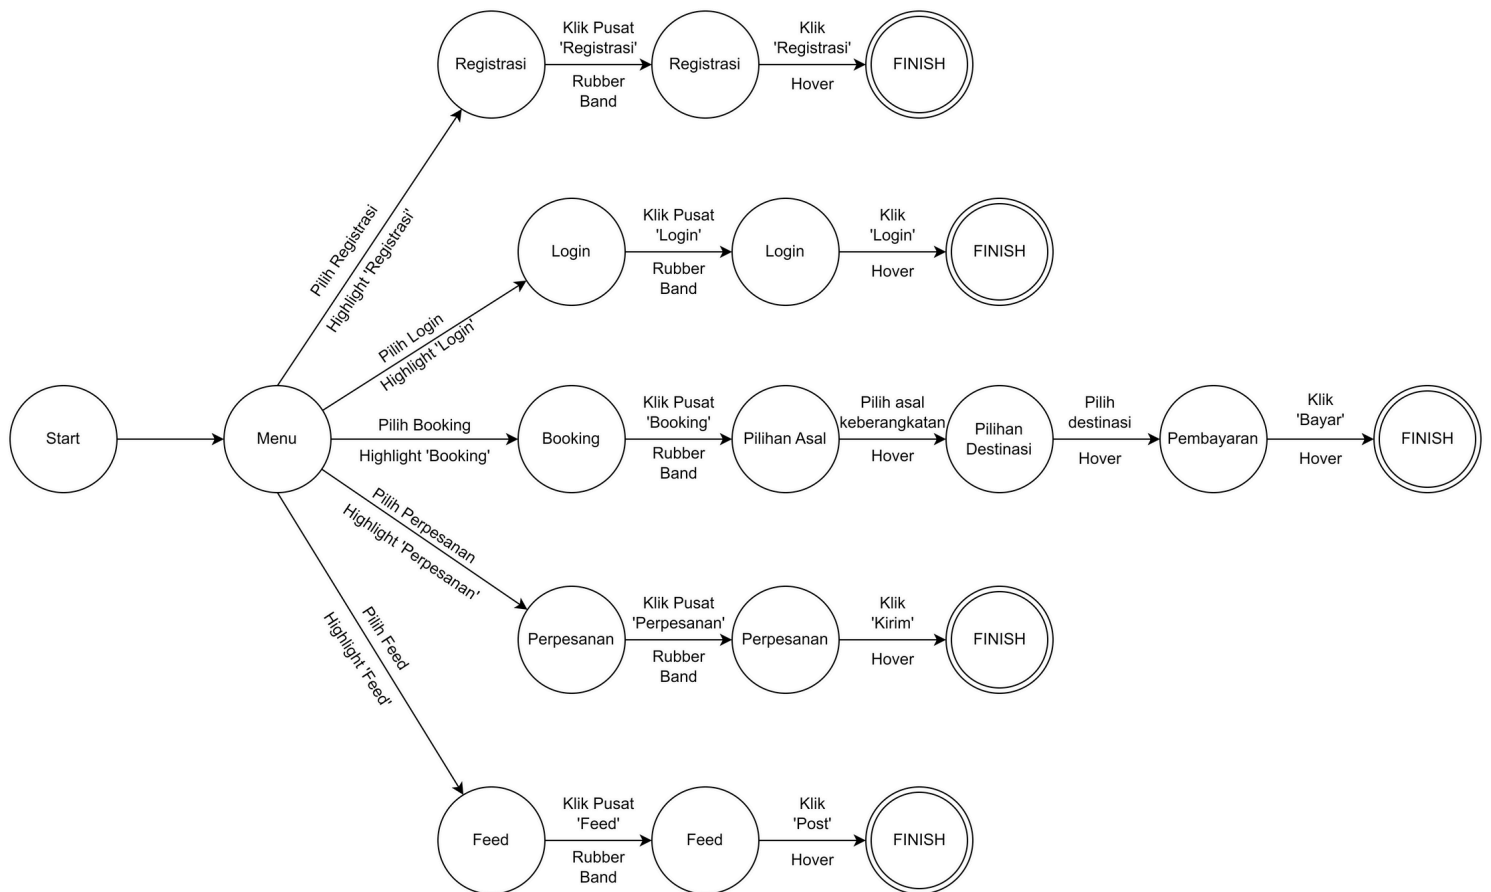 Start
Menu
Pilih Registrasi
Highlight 'Registrasi'
Registrasi
Klik Pusat
'Registrasi'
Rubber
Band
Registrasi
Klik
'Registrasi'
Hover
FINISH
Pilih Login
Highlight 'Login'
Login
Klik Pusat
'Login'
Rubber
Band
Login
Klik
'Login'
Hover
FINISH
Pilih Booking
Highlight 'Booking'
Booking
Klik Pusat
'Booking'
Rubber
Band
Pilihan Asal
Pilih asal
keberangkatan
Hover
Pilihan
Destinasi
Pilih
destinasi
Hover
Pembayaran
Klik
'Bayar'
Hover
FINISH
Pilih Perpesanan
Highlight 'Perpesanan'
Perpesanan
Klik Pusat
'Perpesanan'
Rubber
Band
Perpesanan
Klik
'Kirim'
Hover
FINISH
Pilih Feed
Highlight 'Feed'
Feed
Klik Pusat
'Feed'
Rubber
Band
Feed
Klik
'Post'
Hover
FINISH